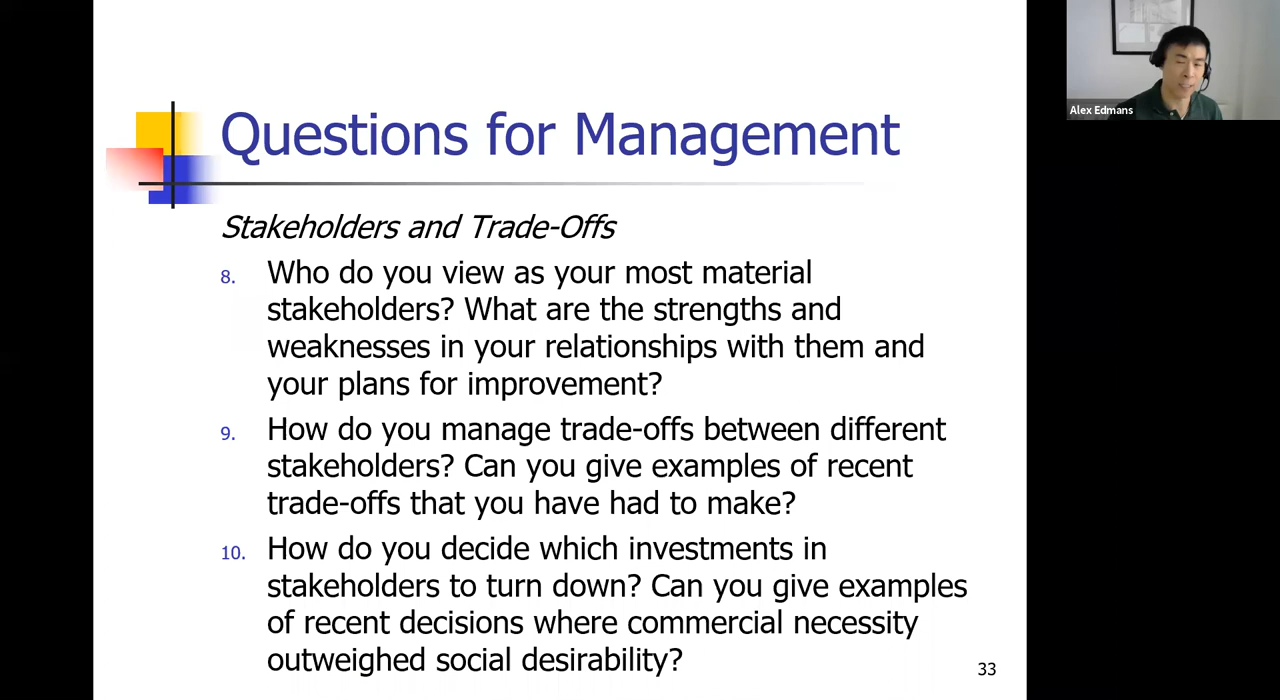 Questions for Management
Stakeholders and Trade-Offs
8. Who do you view as your most material
stakeholders? What are the strengths and
weaknesses in your relationships with them and
your plans for improvement?
9. How do you manage trade-offs between different
stakeholders? Can you give examples of recent
trade-offs that you have had to make?
10. How do you decide which investments in
stakeholders to turn down? Can you give examples
of recent decisions where commercial necessity
outweighed social desirability?
33
Alex Edmans